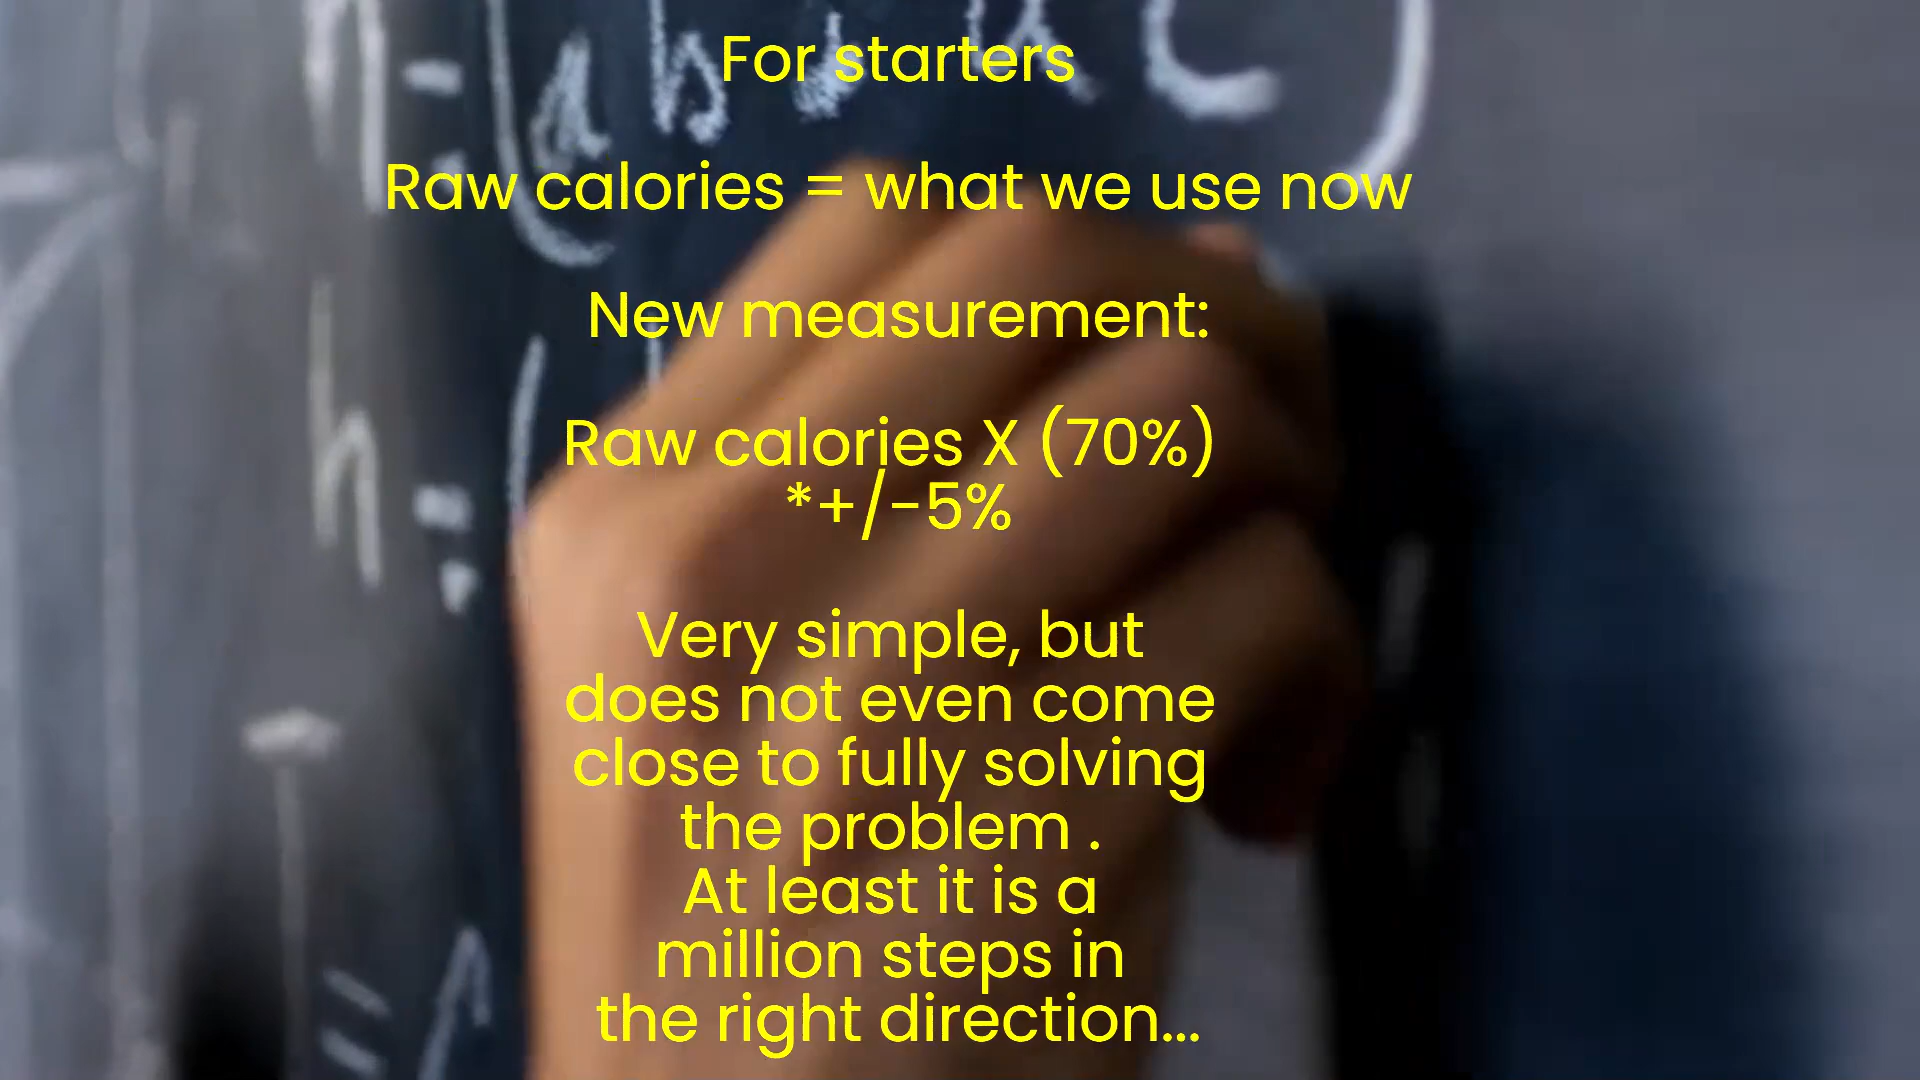 For starters
Raw calories = what we use now
New measurement:
Raw calories X (70%)
*+/-5%
Very simple, but
does not even come
close to fully solving
the problem .
At least it is a
million steps in
the right direction...